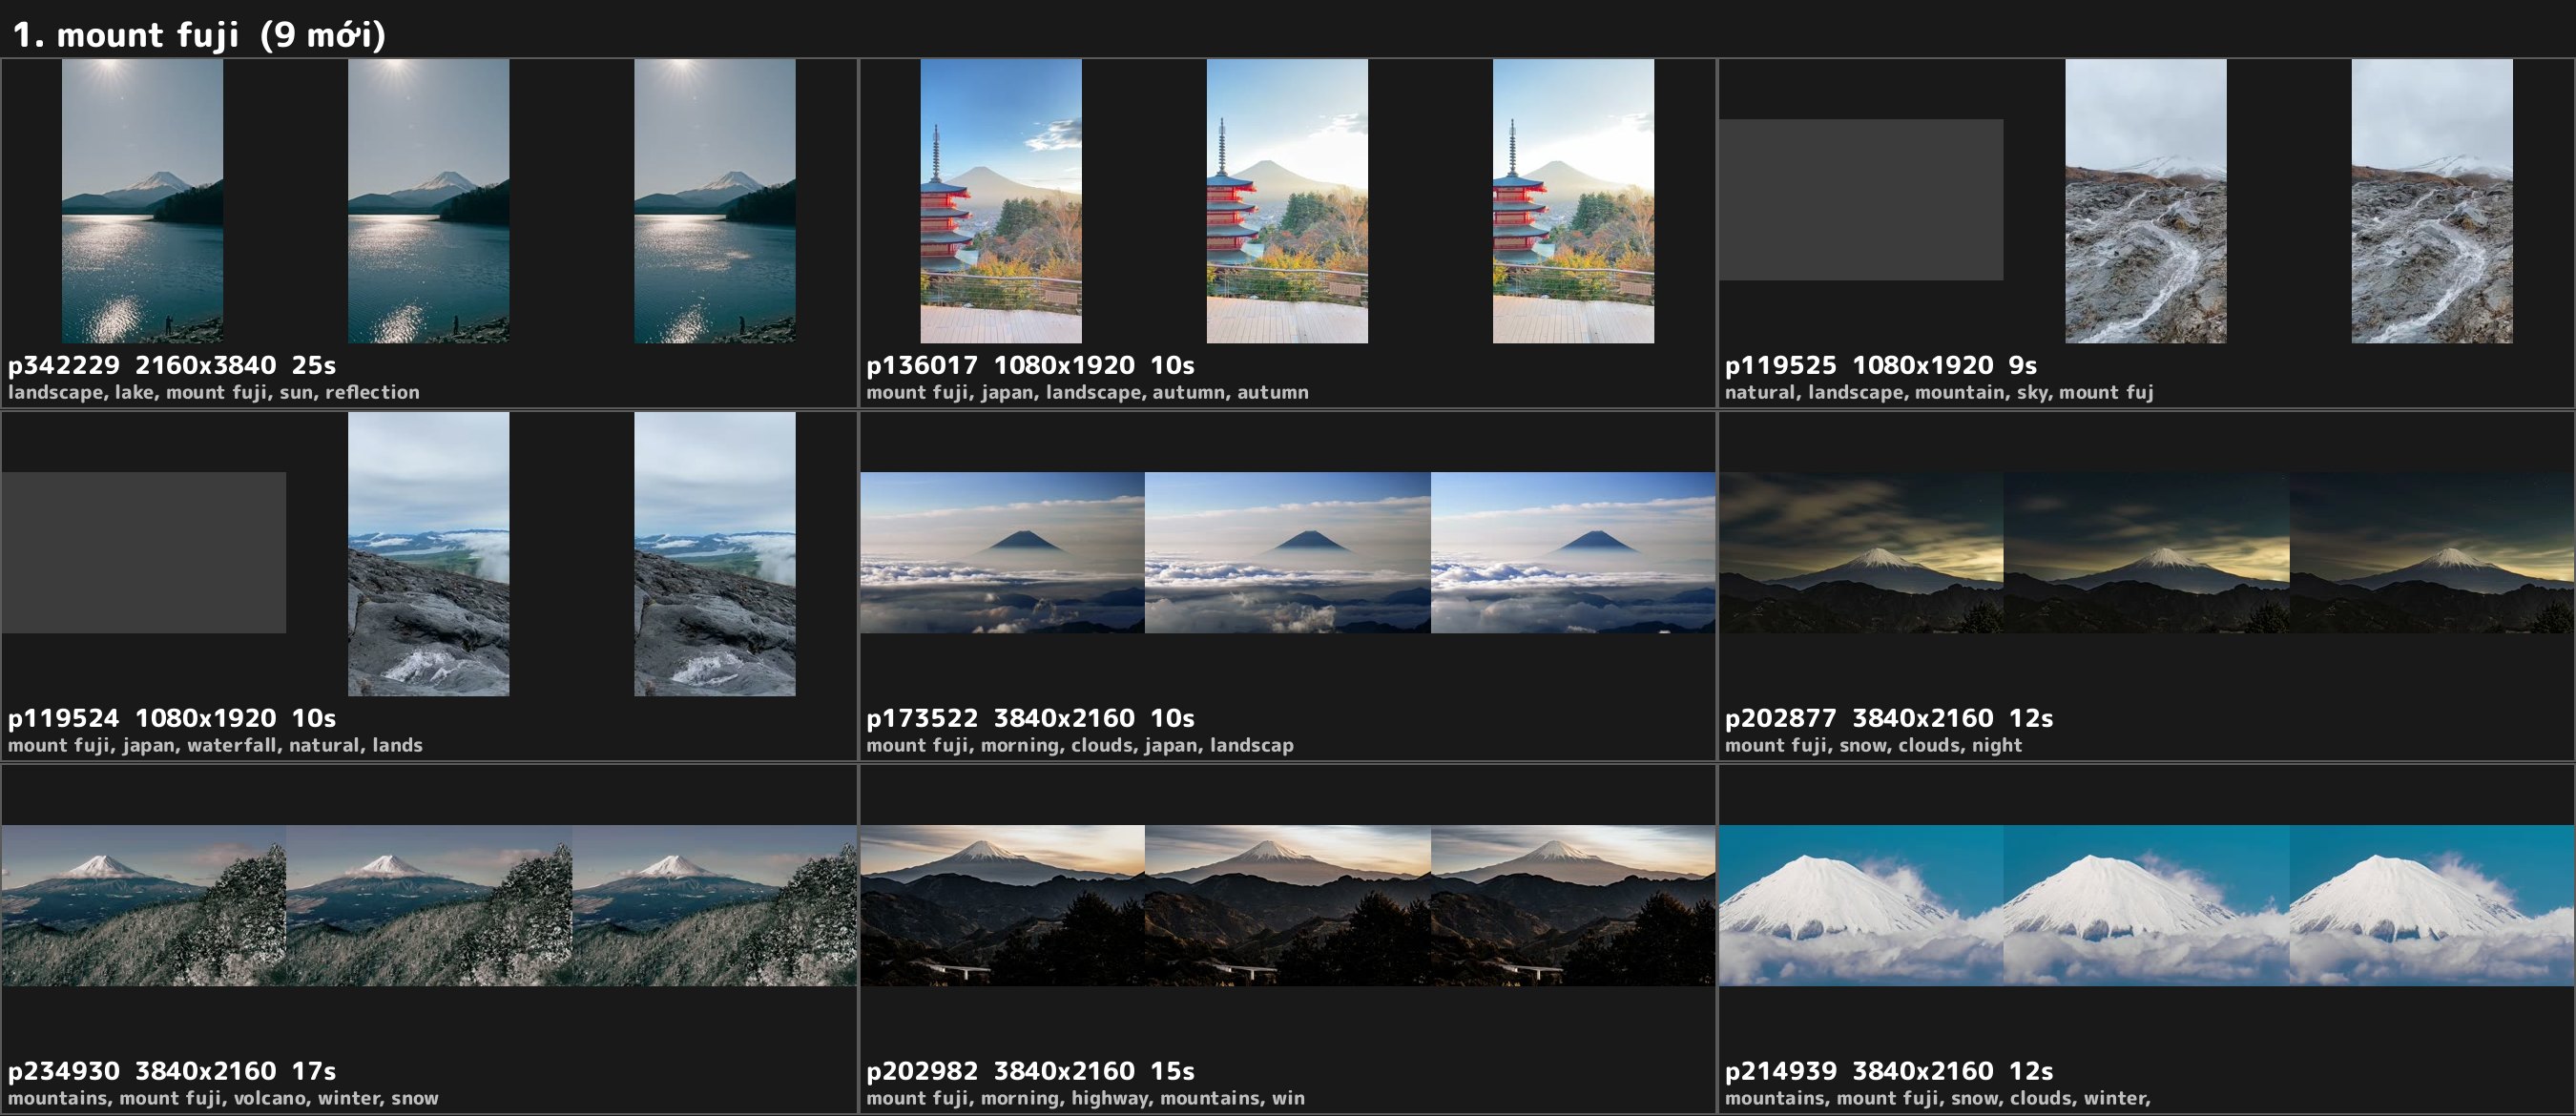 1. mount fuji (9 mới)
p342229 2160x3840 25s
landscape, lake, mount fuji, sun, reflection
p136017 1080x1920 10s
mount fuji, japan, landscape, autumn, autumn
p119525 1080x1920 9s
natural, landscape, mountain, sky, mount fuj
p119524 1080x1920 10s
mount fuji, japan, waterfall, natural, lands
p173522 3840x2160 10s
mount fuji, morning, clouds, japan, landscap
p202877 3840x2160 12s
mount fuji, snow, clouds, night
p234930 3840x2160 17s
mountains, mount fuji, volcano, winter, snow
p202982 3840x2160 15s
mount fuji, morning, highway, mountains, win
p214939 3840x2160 12s
mountains, mount fuji, snow, clouds, winter,